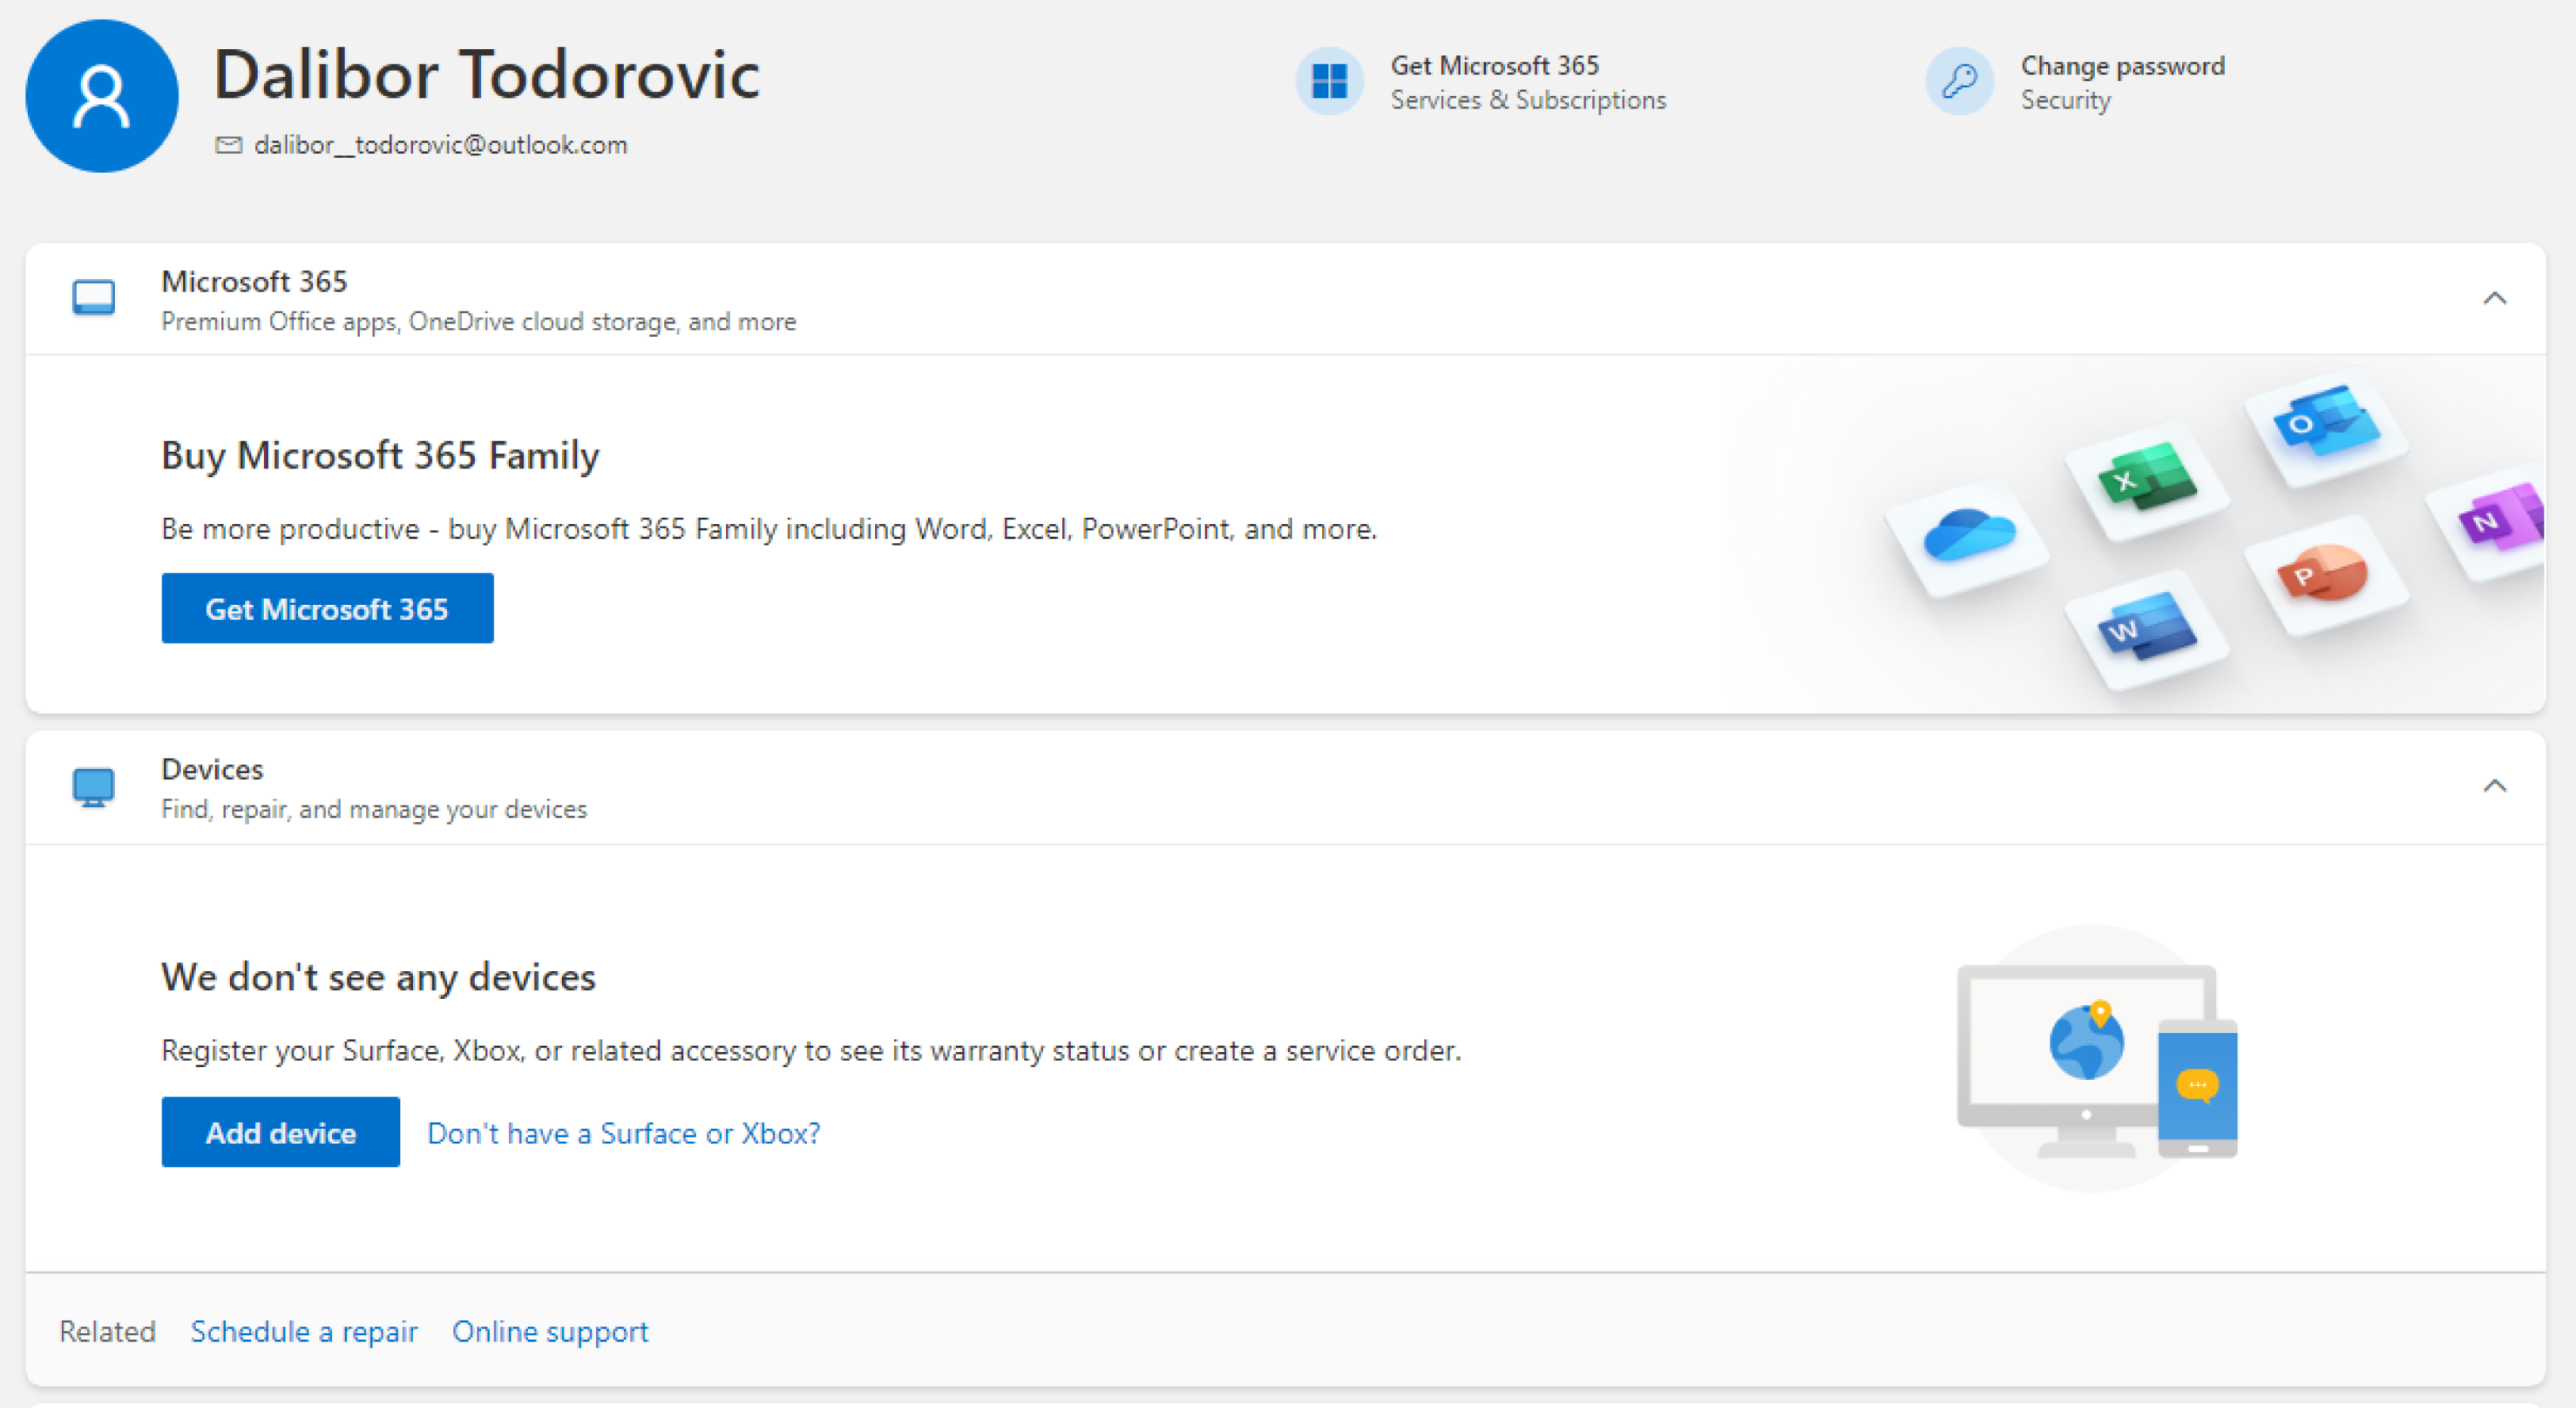 Dalibor Todorovic
dalibor__todorovic@outlook.com
Get Microsoft 365
Services & Subscriptions
Change password
Security
Microsoft 365
Premium Office apps, OneDrive cloud storage, and more
Buy Microsoft 365 Family
Be more productive - buy Microsoft 365 Family including Word, Excel, PowerPoint, and more.
Get Microsoft 365
O
X
N
P
W
Devices
Find, repair, and manage your devices
We don't see any devices
Register your Surface, Xbox, or related accessory to see its warranty status or create a service order.
Add device Don't have a Surface or Xbox?
Related Schedule a repair Online support